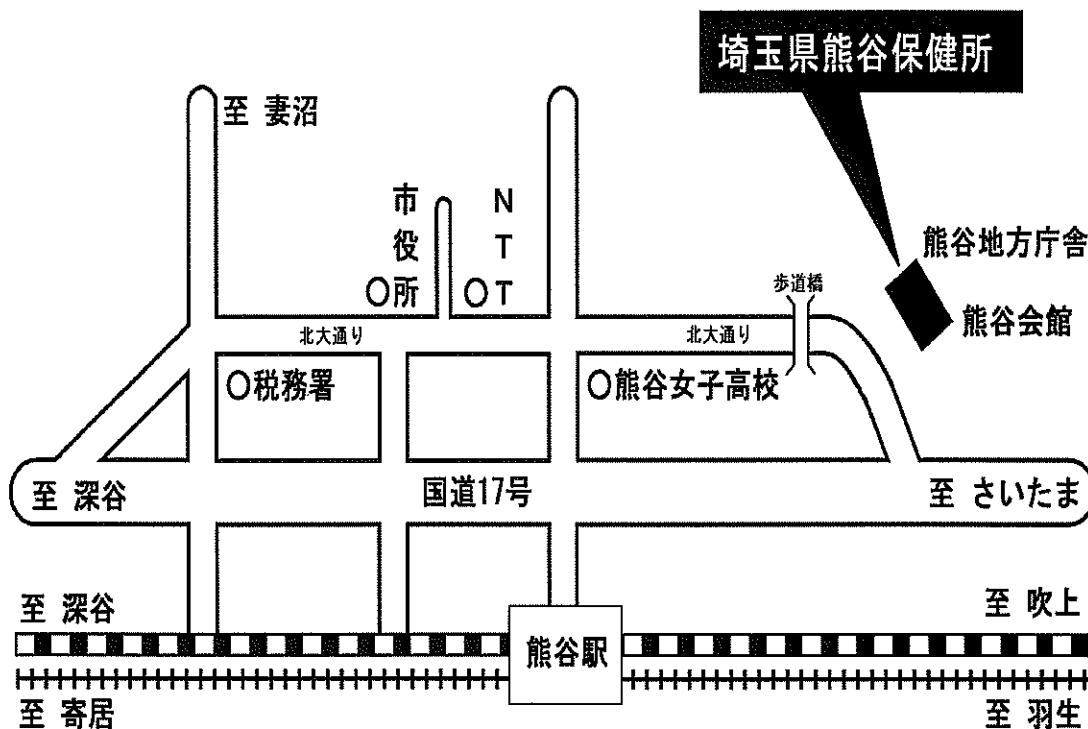 埼玉県熊谷保健所
至 妻沼
市役所
NTT
熊谷地方庁舎
歩道橋
熊谷会館
北大通り
北大通り
税務署
熊谷女子高校
至 深谷
国道17号
至 さいたま
至 深谷
至 吹上
熊谷駅
至 寄居
至 羽生